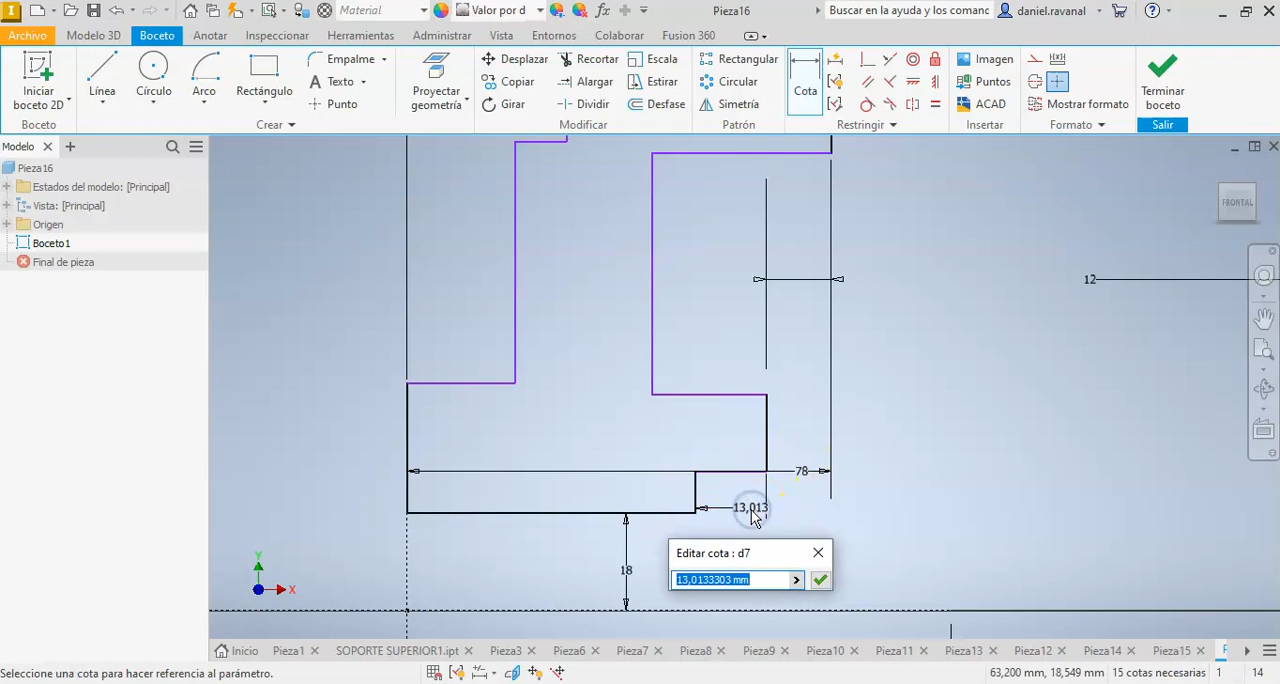 Material
Valor por d
fx
Pieza16
Buscar en la ayuda y los comanc
daniel.ravanal
Archivo
Modelo 3D
Boceto
Anotar
Inspeccionar
Herramientas
Administrar
Vista
Entornos
Colaborar
Fusion 360
Iniciar
boceto 2D
Línea
Círculo
Arco
Rectángulo
Empalme
Texto
Punto
Proyectar
geometría
Desplazar
Copiar
Girar
Recortar
Alargar
Dividir
Escala
Estirar
Desfase
Rectangular
Circular
Simetría
Cota
Imagen
Puntos
ACAD
Mostrar formato
Terminar
boceto
Boceto
Crear
Modificar
Patrón
Restringir
Insertar
Formato
Salir
Modelo
Pieza16
Estados del modelo: [Principal]
Vista: [Principal]
Origen
Boceto1
Final de pieza
FRONTAL
12
78
13,013
18
Editar cota : d7
13,0133303 mm
Y
X
Inicio
Pieza1
SOPORTE SUPERIOR1.ipt
Pieza3
Pieza6
Pieza7
Pieza8
Pieza9
Pieza10
Pieza11
Pieza13
Pieza12
Pieza14
Pieza15
Seleccione una cota para hacer referencia al parámetro.
63,200 mm, 18,549 mm
15 cotas necesarias
1
14